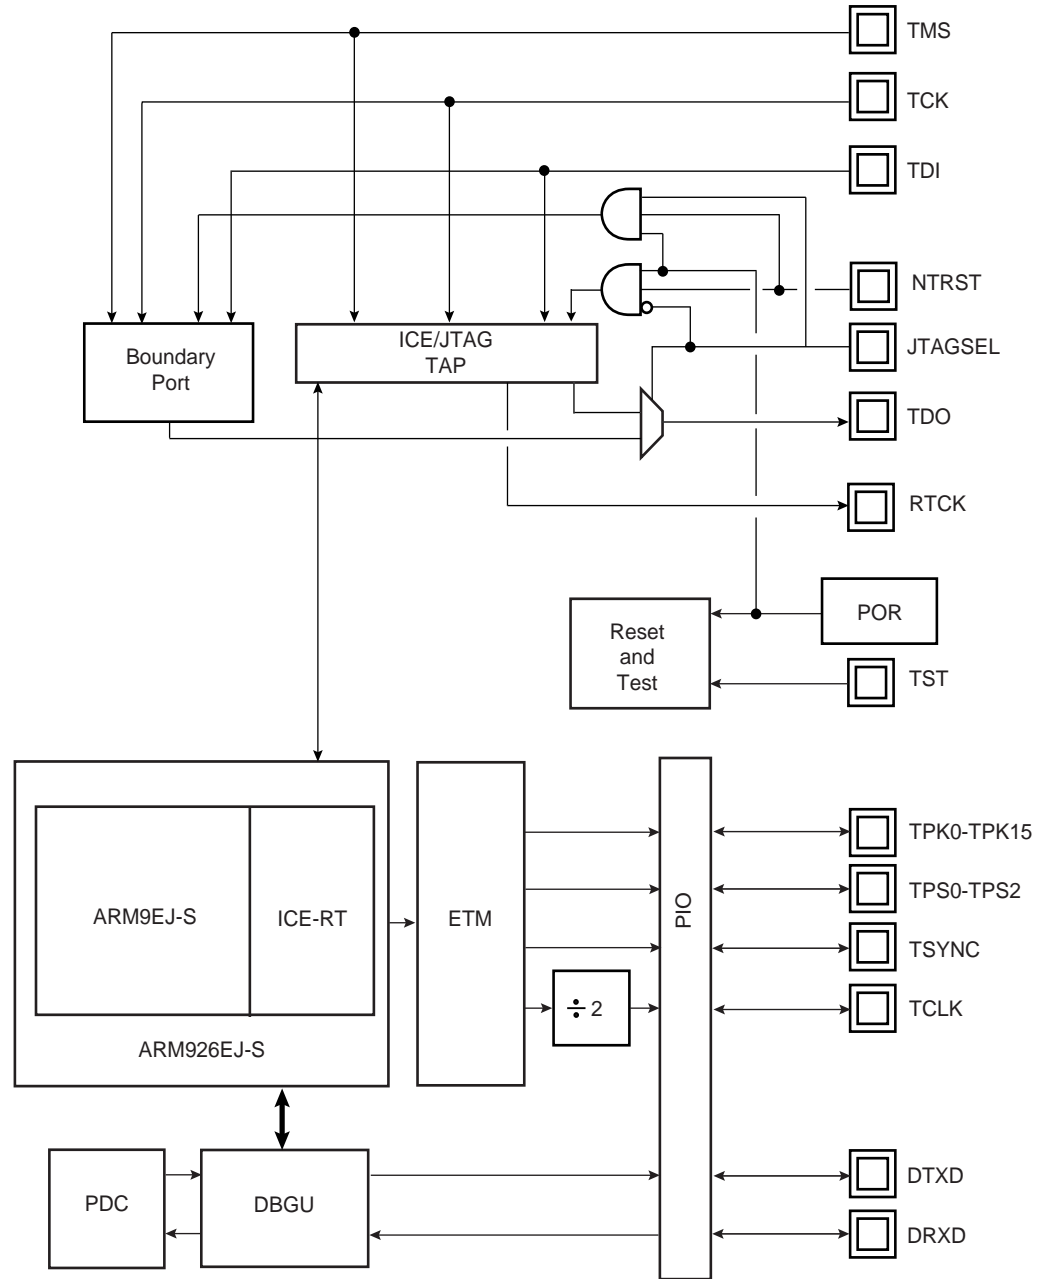 TMS
TCK
TDI
NTRST
ICE/JTAG
TAP
Boundary
Port
JTAGSEL
TDO
RTCK
POR
Reset
and
Test
TST
TPK0-TPK15
TPS0-TPS2
ARM9EJ-S
ICE-RT
ETM
PIO
TSYNC
÷ 2
TCLK
ARM926EJ-S
PDC
DBGU
DTXD
DRXD